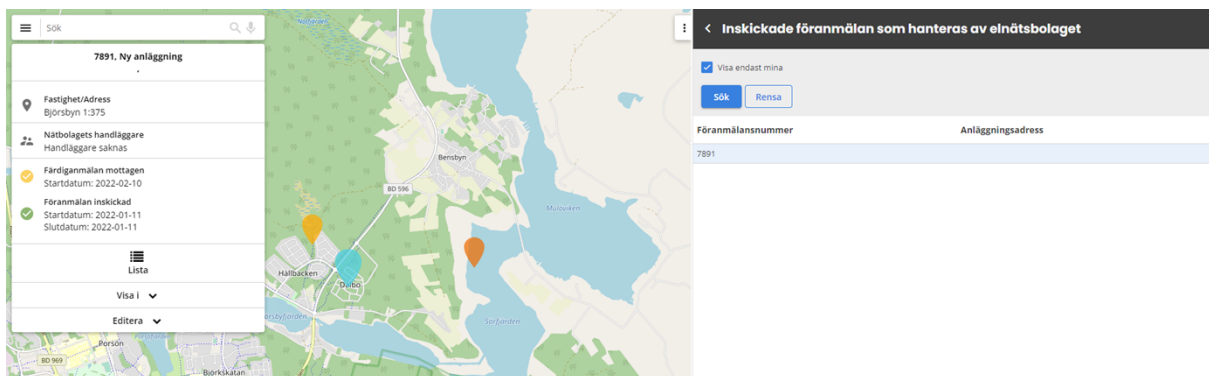 Sök
7891, Ny anläggning
.
Fastighet/Adress
Björsbyn 1:375
Nätbolagets handläggare
Handläggare saknas
Färdiganmälan mottagen
Startdatum: 2022-02-10
Föranmälan inskickad
Startdatum: 2022-01-11
Slutdatum: 2022-01-11
Lista
Visa i
Editera
Bensbyn
BD 596
Mulöviken
Hällbacken
Dalbo
Sörfjärden
Porsön
BD 969
Björkskatan
Inskickade föranmälan som hanteras av elnätsbolaget
Visa endast mina
Sök
Rensa
Föranmälansnummer
Anläggningsadress
7891